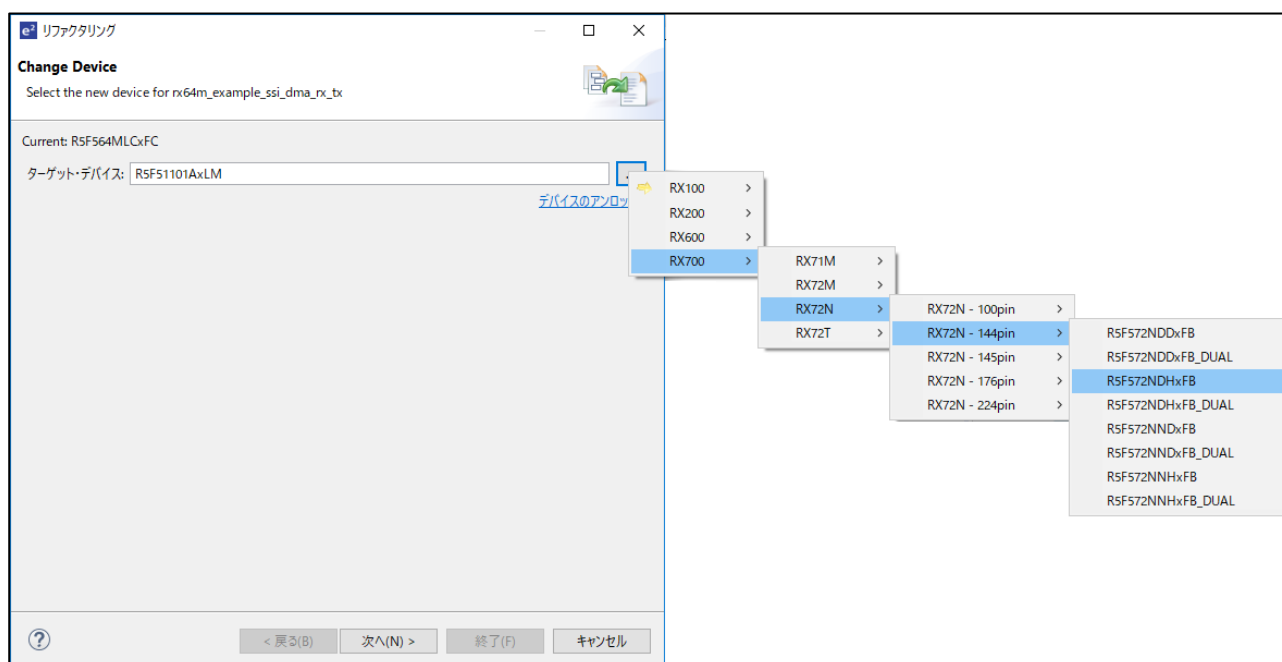 e² リファクタリング
Change Device
Select the new device for rx64m_example_ssi_dma_rx_tx
Current: R5F564MLCxFC
ターゲット・デバイス: R5F51101AxLM
デバイスのアンロッ
RX100
RX200
RX600
RX700
RX71M
RX72M
RX72N
RX72T
RX72N - 100pin
RX72N - 144pin
RX72N - 145pin
RX72N - 176pin
RX72N - 224pin
R5F572NDDxFB
R5F572NDDxFB_DUAL
R5F572NDHxFB
R5F572NDHxFB_DUAL
R5F572NNDxFB
R5F572NNDxFB_DUAL
R5F572NNHxFB
R5F572NNHxFB_DUAL
? < 戻る(B) 次へ(N) > 終了(F) キャンセル